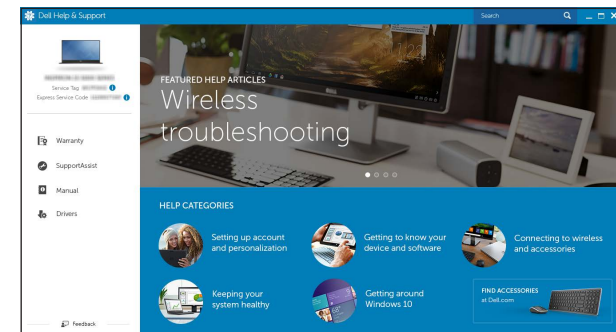 Dell Help & Support
Search
Service Tag
Express Service Code
Warranty
SupportAssist
Manual
Drivers
Feedback
FEATURED HELP ARTICLES
Wireless
troubleshooting
HELP CATEGORIES
Setting up account
and personalization
Getting to know your
device and software
Connecting to wireless
and accessories
Keeping your
system healthy
Getting around
Windows 10
FIND ACCESSORIES
at Dell.com